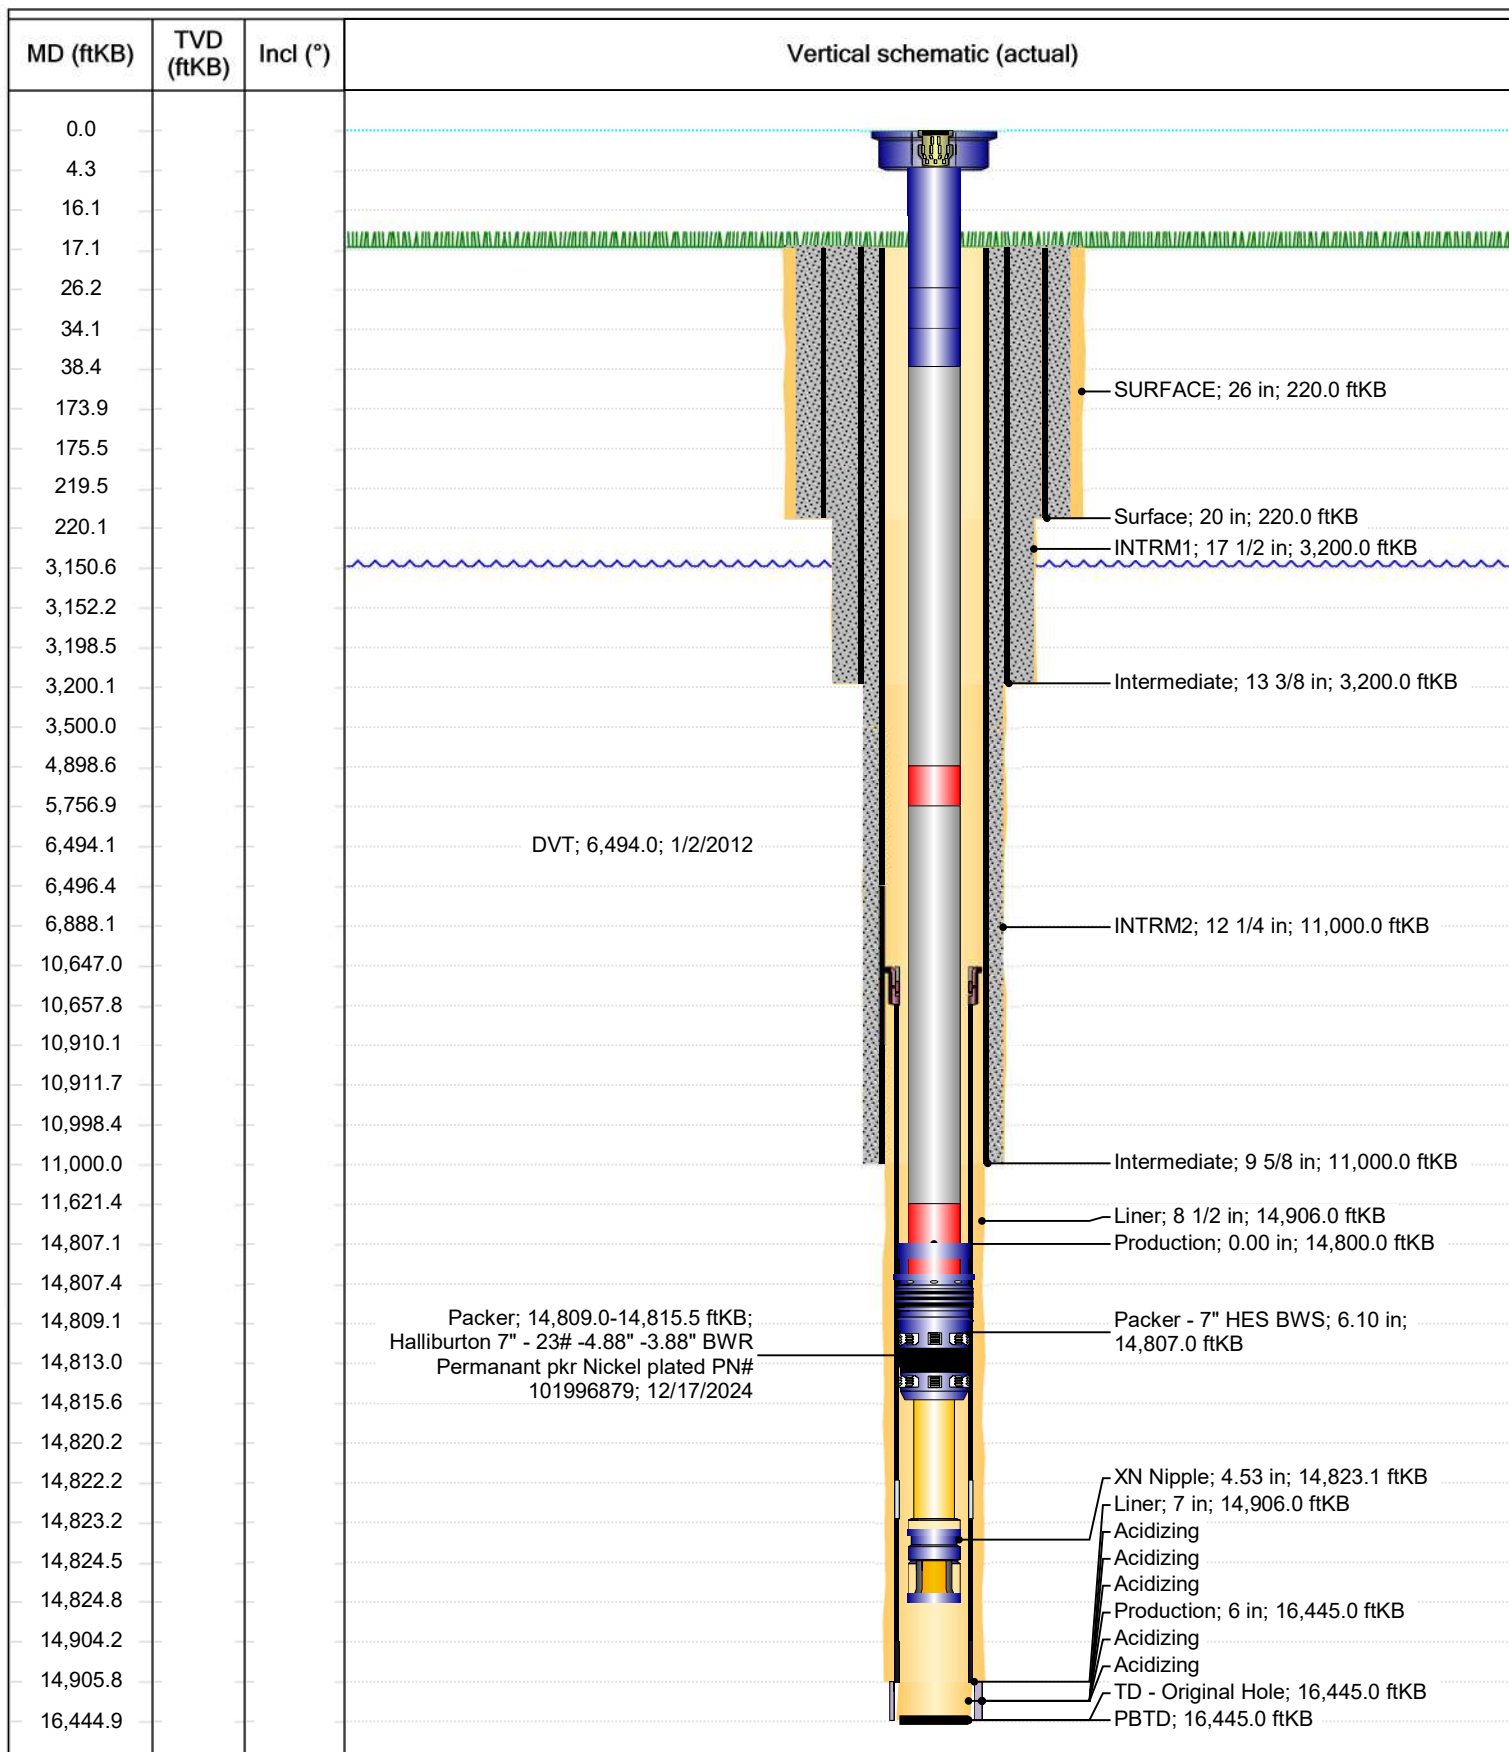 MD (ftKB)
TVD
(ftKB)
Incl (°)
Vertical schematic (actual)
0.0
4.3
16.1
17.1
26.2
34.1
38.4
173.9
175.5
219.5
220.1
3,150.6
3,152.2
3,198.5
3,200.1
3,500.0
4,898.6
5,756.9
6,494.1
6,496.4
6,888.1
10,647.0
10,657.8
10,910.1
10,911.7
10,998.4
11,000.0
11,621.4
14,807.1
14,807.4
14,809.1
14,813.0
14,815.6
14,820.2
14,822.2
14,823.2
14,824.5
14,824.8
14,904.2
14,905.8
16,444.9
DVT; 6,494.0; 1/2/2012
Packer; 14,809.0-14,815.5 ftKB;
Halliburton 7" - 23# -4.88" -3.88" BWR
Permanant pkr Nickel plated PN#
101996879; 12/17/2024
SURFACE; 26 in; 220.0 ftKB
Surface; 20 in; 220.0 ftKB
INTRM1; 17 1/2 in; 3,200.0 ftKB
Intermediate; 13 3/8 in; 3,200.0 ftKB
INTRM2; 12 1/4 in; 11,000.0 ftKB
Intermediate; 9 5/8 in; 11,000.0 ftKB
Liner; 8 1/2 in; 14,906.0 ftKB
Production; 0.00 in; 14,800.0 ftKB
Packer - 7" HES BWS; 6.10 in;
14,807.0 ftKB
XN Nipple; 4.53 in; 14,823.1 ftKB
Liner; 7 in; 14,906.0 ftKB
Acidizing
Acidizing
Acidizing
Production; 6 in; 16,445.0 ftKB
Acidizing
Acidizing
TD - Original Hole; 16,445.0 ftKB
PBTD; 16,445.0 ftKB